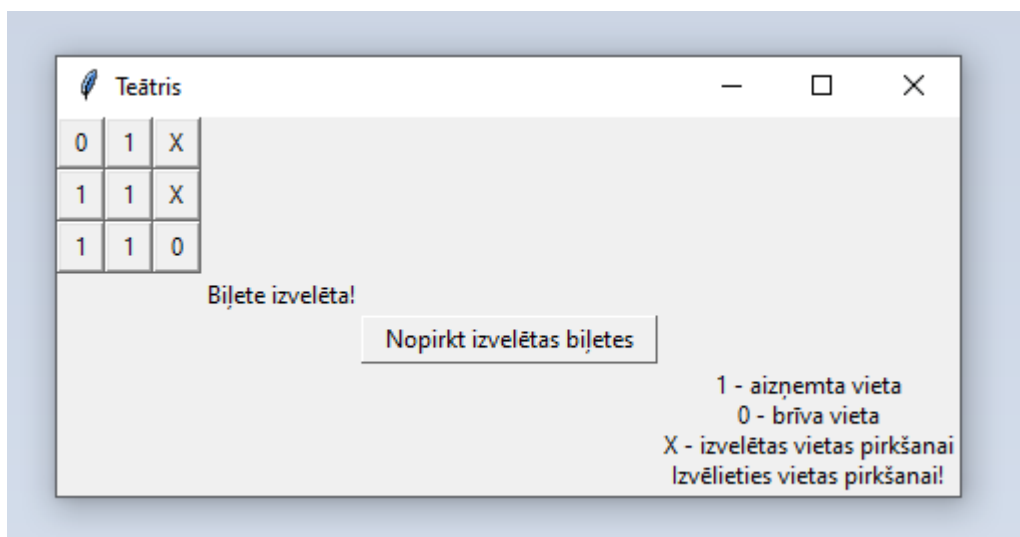 Teātris
0 1 X
1 1 X
1 1 0
Biļete izvelēta!
Nopirkt izvelētas biļetes
1 - aizņemta vieta
0 - brīva vieta
X - izvelētas vietas pirkšanai
Izvēlieties vietas pirkšanai!